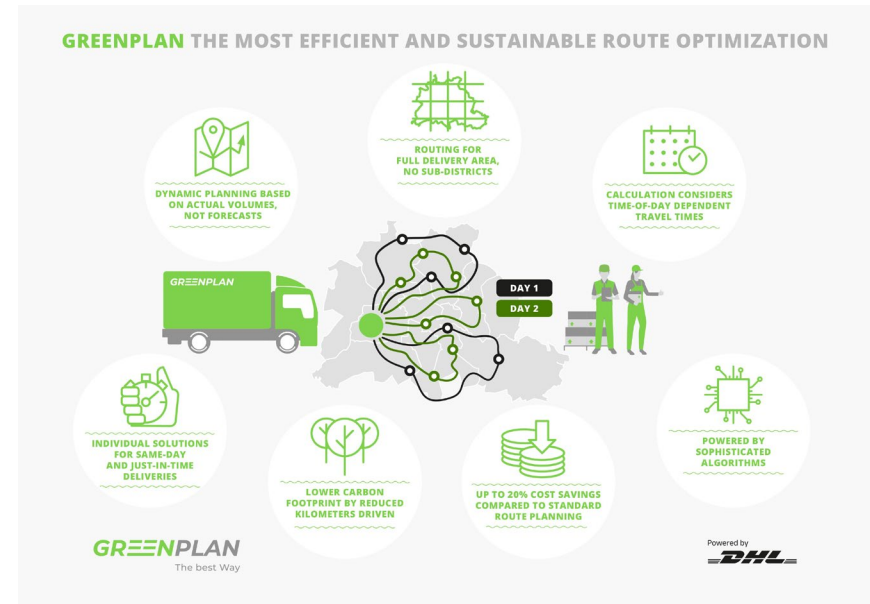 GREENPLAN THE MOST EFFICIENT AND SUSTAINABLE ROUTE OPTIMIZATION
DYNAMIC PLANNING BASED
ON ACTUAL VOLUMES,
NOT FORECASTS
ROUTING FOR
FULL DELIVERY AREA,
NO SUB-DISTRICTS
CALCULATION CONSIDERS
TIME-OF-DAY DEPENDENT
TRAVEL TIMES
GREENPLAN
DAY 1
DAY 2
INDIVIDUAL SOLUTIONS
FOR SAME-DAY
AND JUST-IN-TIME
DELIVERIES
LOWER CARBON
FOOTPRINT BY REDUCED
KILOMETERS DRIVEN
UP TO 20% COST SAVINGS
COMPARED TO STANDARD
ROUTE PLANNING
POWERED BY
SOPHISTICATED
ALGORITHMS
GREENPLAN
The best Way
Powered by
DHL